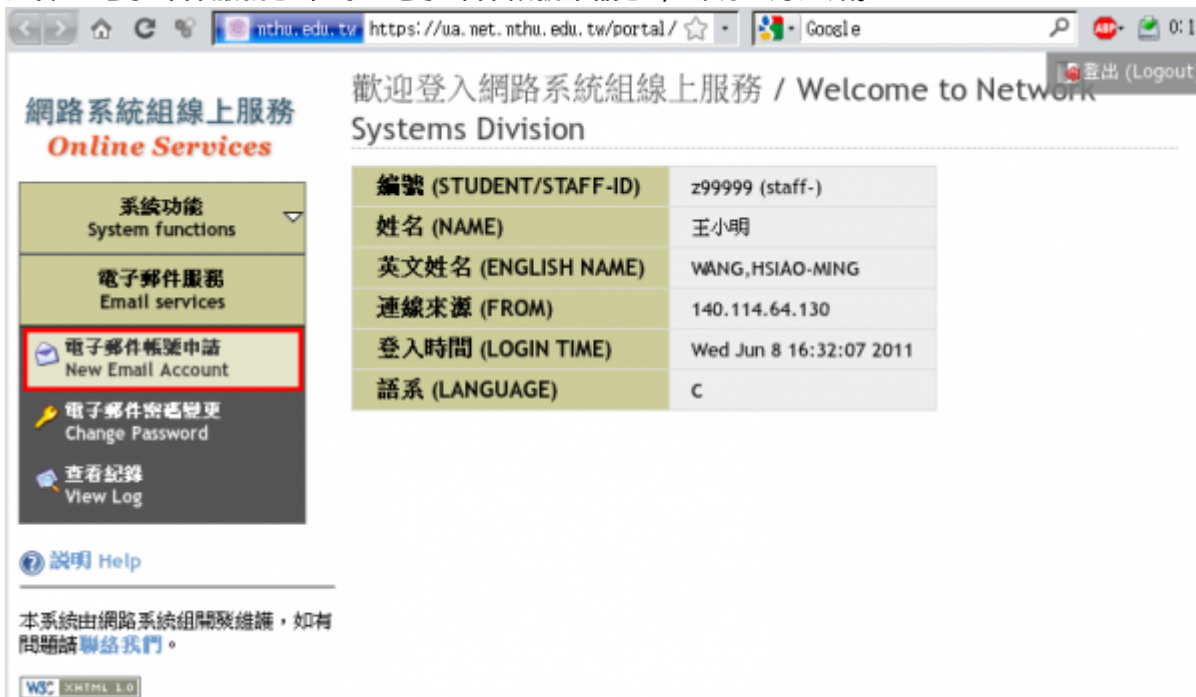 nthu.edu.tw https://ua.net.nthu.edu.tw/portal/ Google
登出 (Logout
網路系統組線上服務
Online Services
系統功能
System functions
電子郵件服務
Email services
電子郵件帳號申請
New Email Account
電子郵件密碼變更
Change Password
查看紀錄
View Log
說明 Help
本系統由網路系統組開發維護，如有
問題請聯絡我們。
W3C XHTML 1.0
歡迎登入網路系統組線上服務 / Welcome to Network
Systems Division
編號 (STUDENT/STAFF-ID) z99999 (staff-)
姓名 (NAME) 王小明
英文姓名 (ENGLISH NAME) WANG,HSIAO-MING
連線來源 (FROM) 140.114.64.130
登入時間 (LOGIN TIME) Wed Jun 8 16:32:07 2011
語系 (LANGUAGE) C